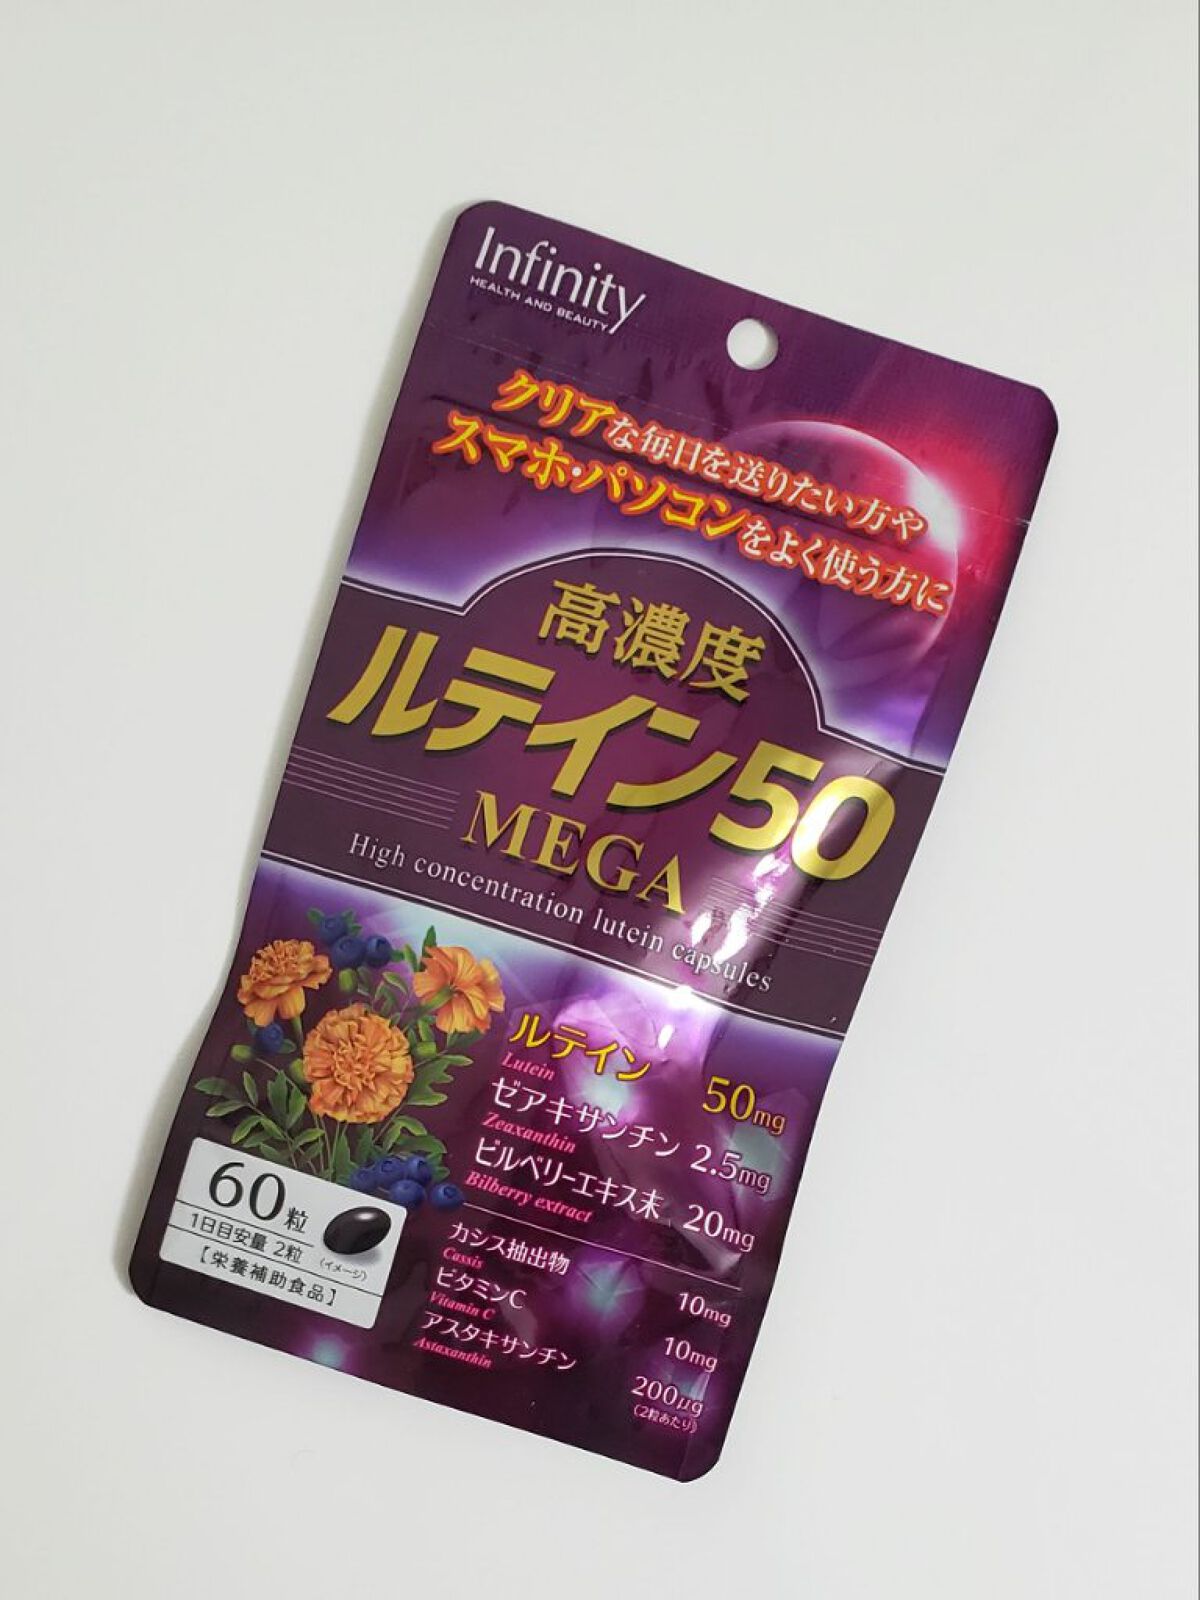 Infinity
HEALTH AND BEAUTY
クリアな毎日を送りたい方や
スマホ・パソコンをよく使う方に
高濃度
ルテイン50
MEGA
High concentration lutein capsules
ルテイン 50mg
Lutein
ゼアキサンチン 2.5mg
Zeaxanthin
ビルベリーエキス末 20mg
Bilberry extract
カシス抽出物 10mg
Cassis
ビタミンC 10mg
Vitamin C
アスタキサンチン 200μg
Astaxanthin
(2粒あたり)
60粒
1日目安量 2粒
(イメージ)
【栄養補助食品】